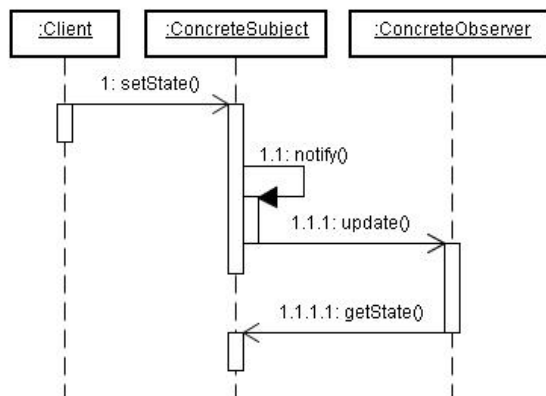 :Client
:ConcreteSubject
:ConcreteObserver
1: setState()
1.1: notify()
1.1.1: update()
1.1.1.1: getState()